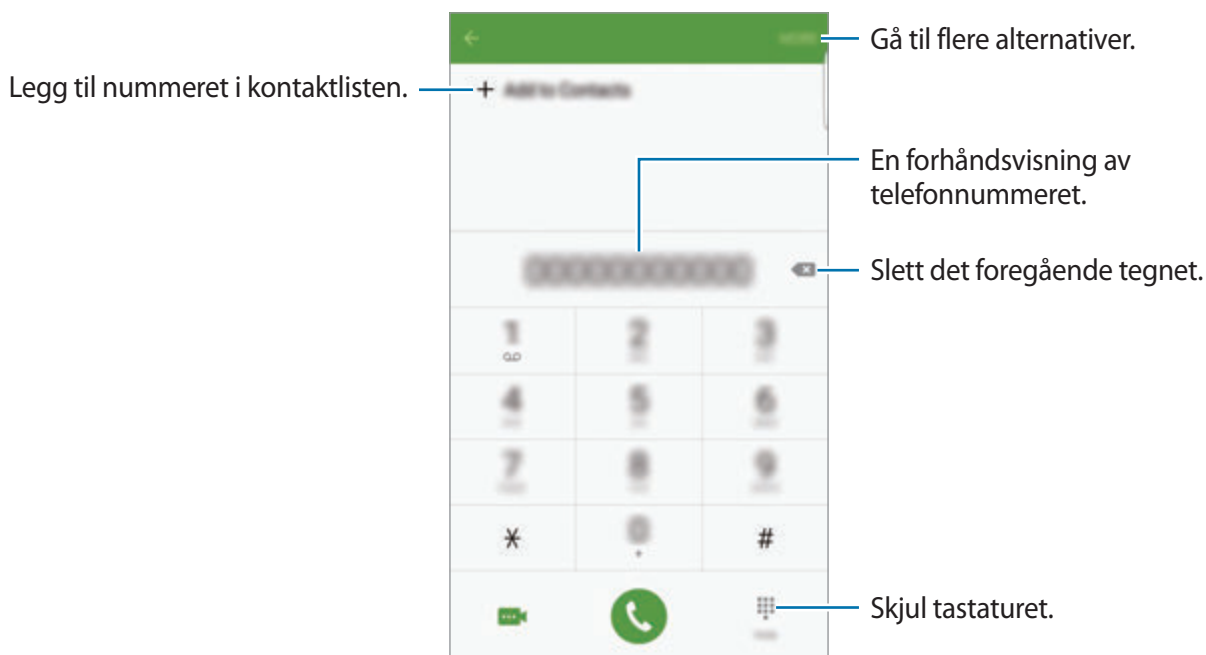 Gå til flere alternativer.
Legg til nummeret i kontaktlisten.
+ Add to Contacts
En forhåndsvisning av
telefonnummeret.
Slett det foregående tegnet.
1 2 3
4 5 6
7 8 9
* 0 #
+
Skjul tastaturet.